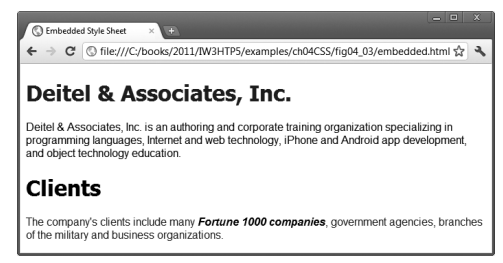 Embedded Style Sheet
file:///C:/books/2011/IW3HTP5/examples/ch04CSS/fig04_03/embedded.html
Deitel & Associates, Inc.
Deitel & Associates, Inc. is an authoring and corporate training organization specializing in
programming languages, Internet and web technology, iPhone and Android app development,
and object technology education.
Clients
The company's clients include many Fortune 1000 companies, government agencies, branches
of the military and business organizations.